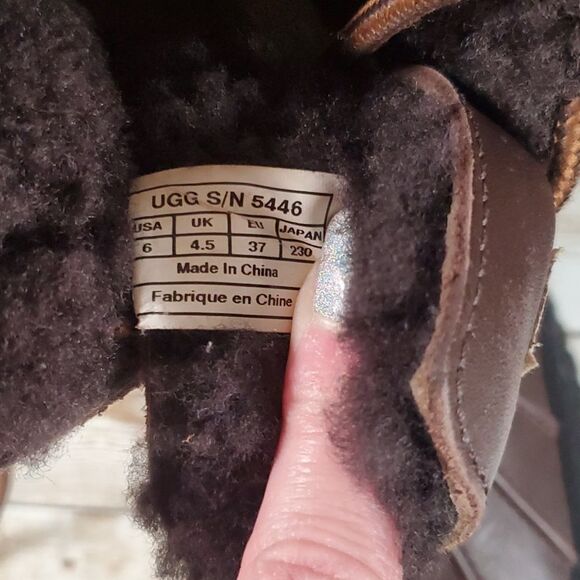 UGG S/N 5446
USA UK EU JAPAN
6 4.5 37 230
Made In China
Fabrique en Chine